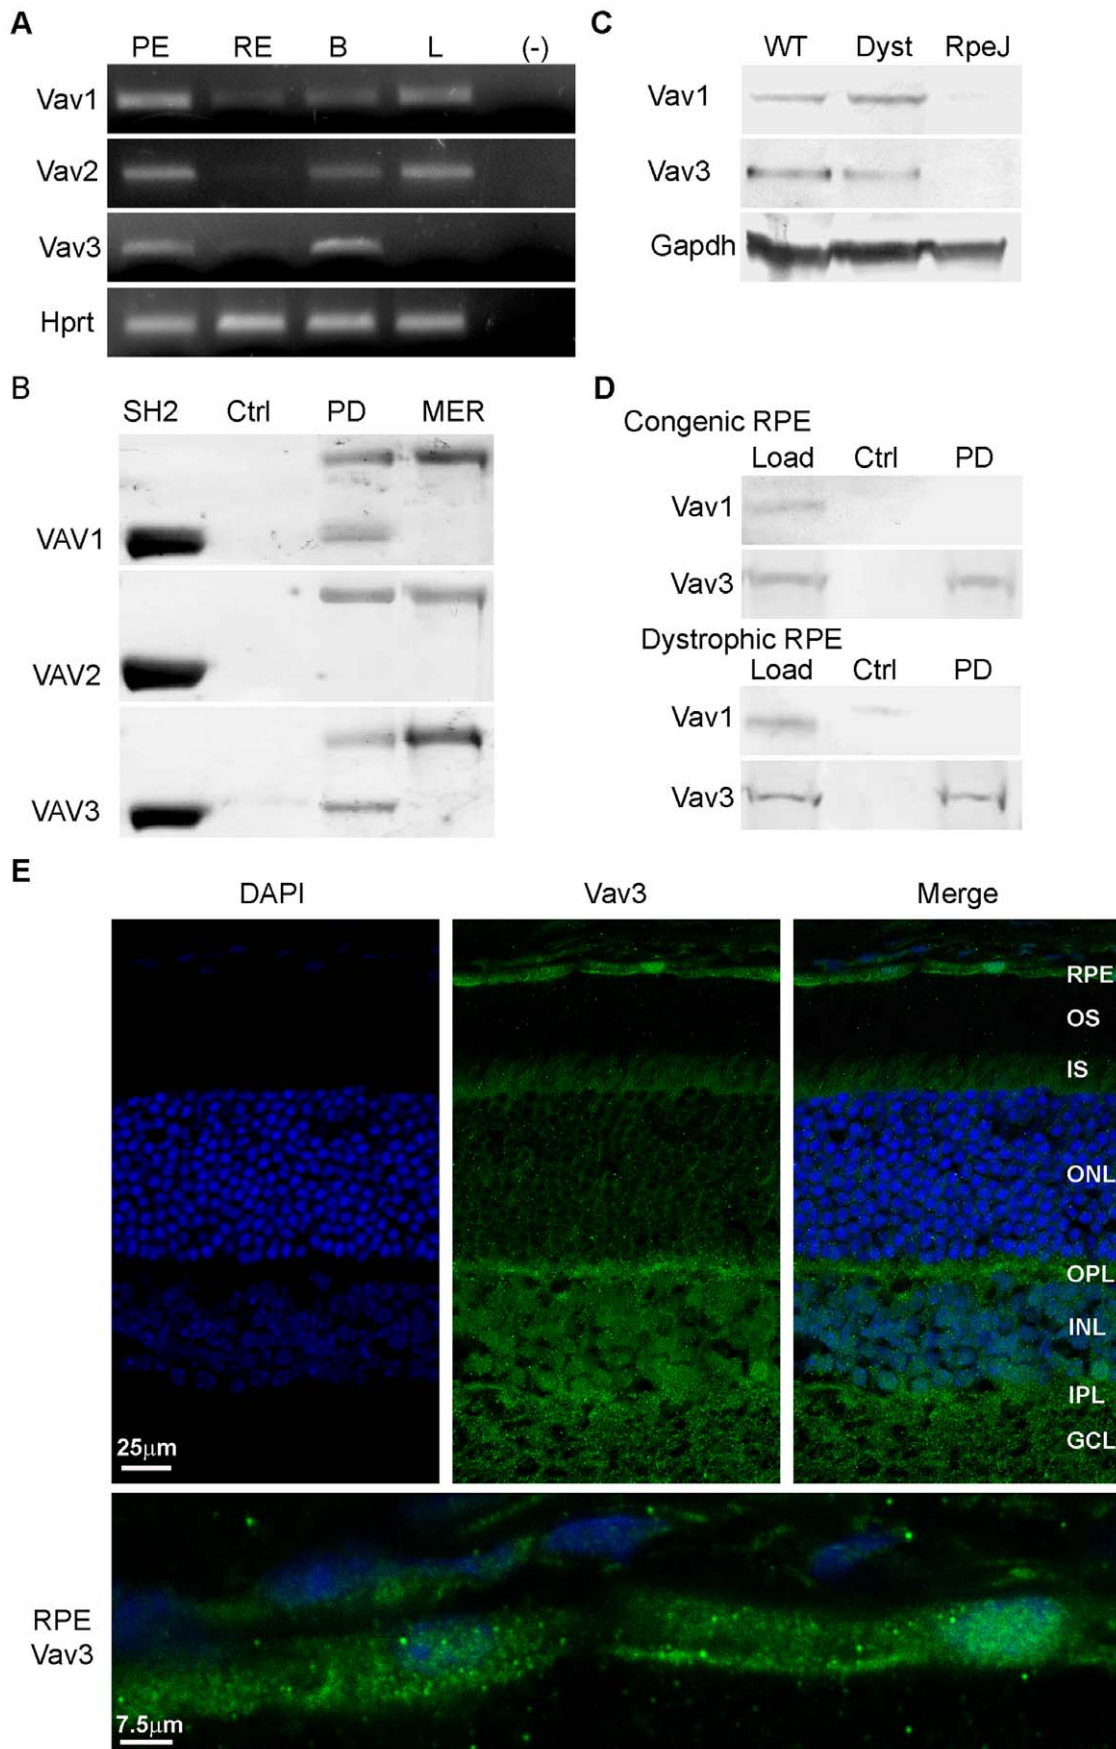 A
PE RE B L (-)
Vav1
Vav2
Vav3
Hprt
B
SH2 Ctrl PD MER
VAV1
VAV2
VAV3
C
WT Dyst RpeJ
Vav1
Vav3
Gapdh
D
Congenic RPE
Load Ctrl PD
Vav1
Vav3
Dystrophic RPE
Load Ctrl PD
Vav1
Vav3
E
DAPI Vav3 Merge
RPE
OS
IS
ONL
OPL
INL
IPL
GCL
25μm
RPE
Vav3
7.5μm